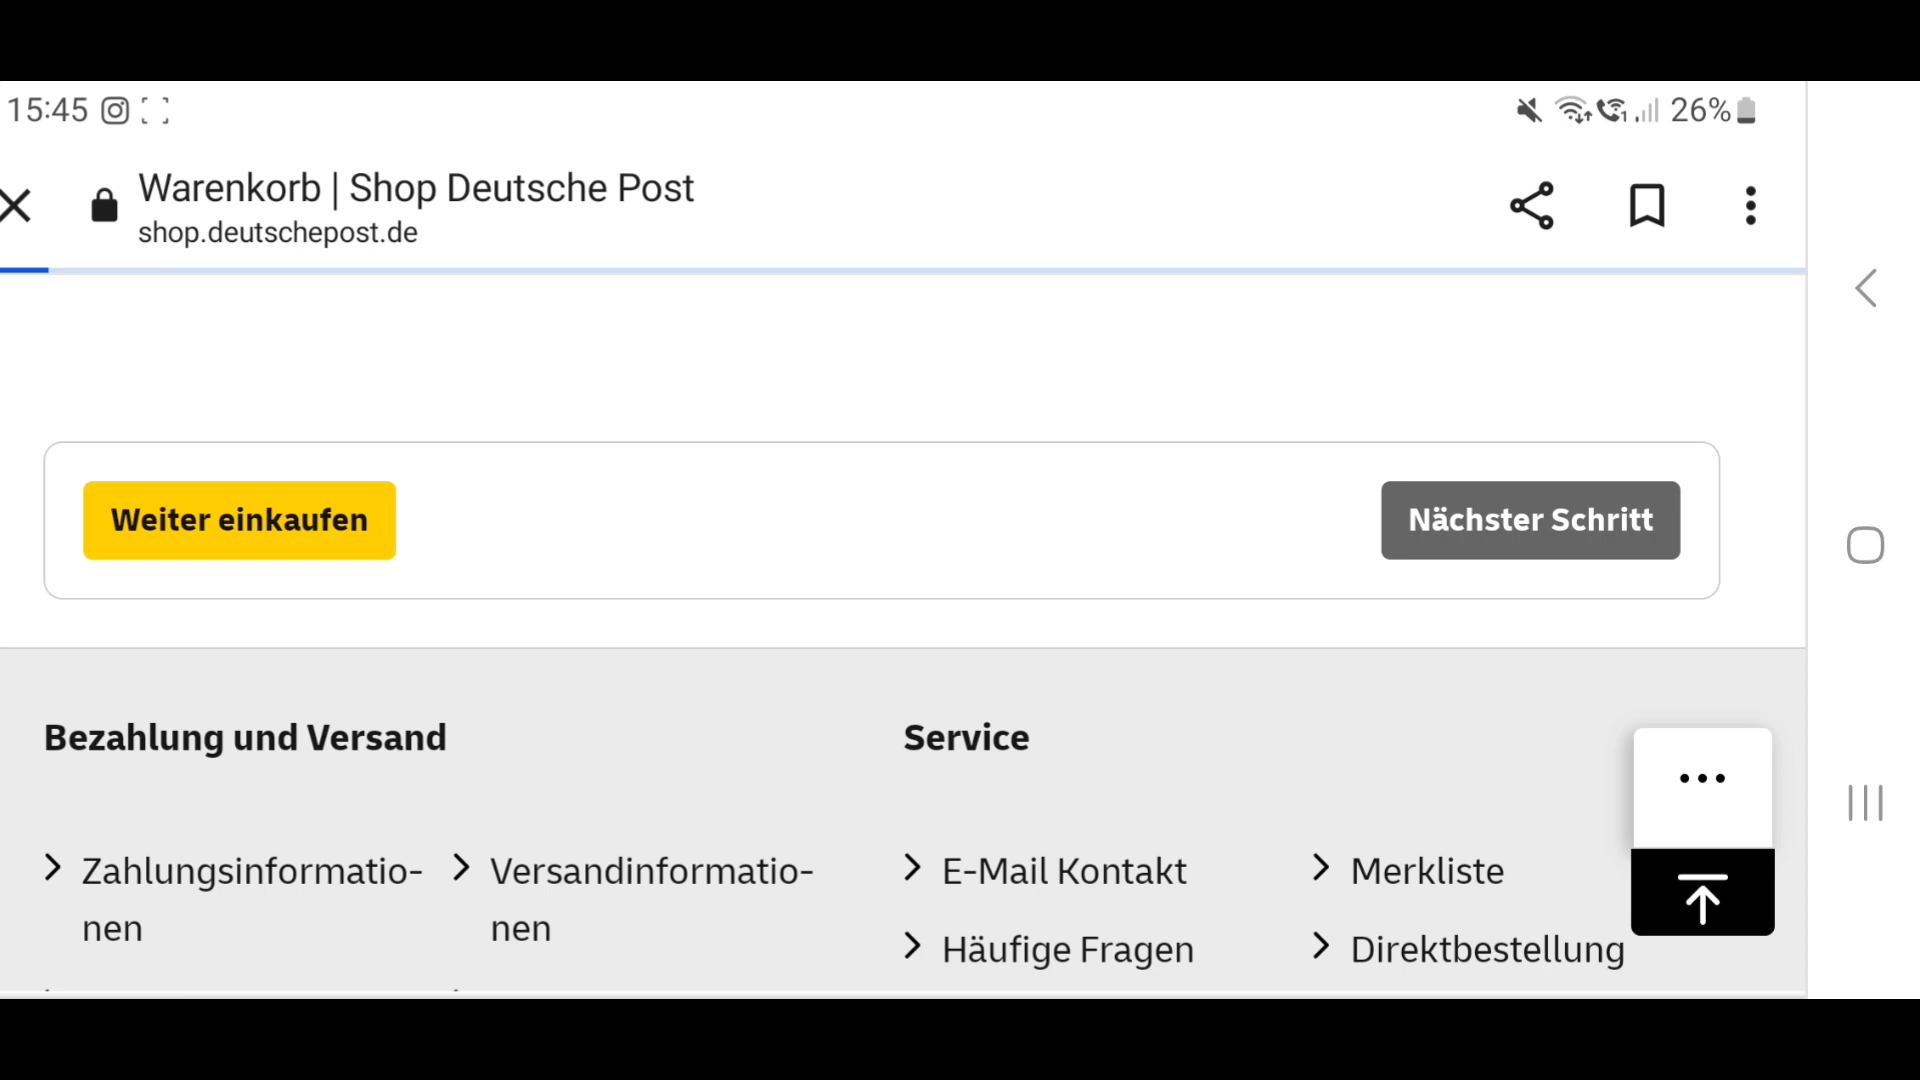 15:45
26%
Warenkorb | Shop Deutsche Post
shop.deutschepost.de
Weiter einkaufen
Nächster Schritt
Bezahlung und Versand
Zahlungsinformatio-
nen
Versandinformatio-
nen
Service
E-Mail Kontakt
Merkliste
Häufige Fragen
Direktbestellung